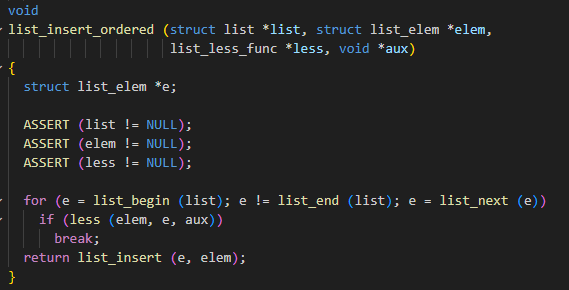 void
list_insert_ordered (struct list *list, struct list_elem *elem,
                     list_less_func *less, void *aux)
{
  struct list_elem *e;

  ASSERT (list != NULL);
  ASSERT (elem != NULL);
  ASSERT (less != NULL);

  for (e = list_begin (list); e != list_end (list); e = list_next (e))
    if (less (elem, e, aux))
      break;
  return list_insert (e, elem);
}